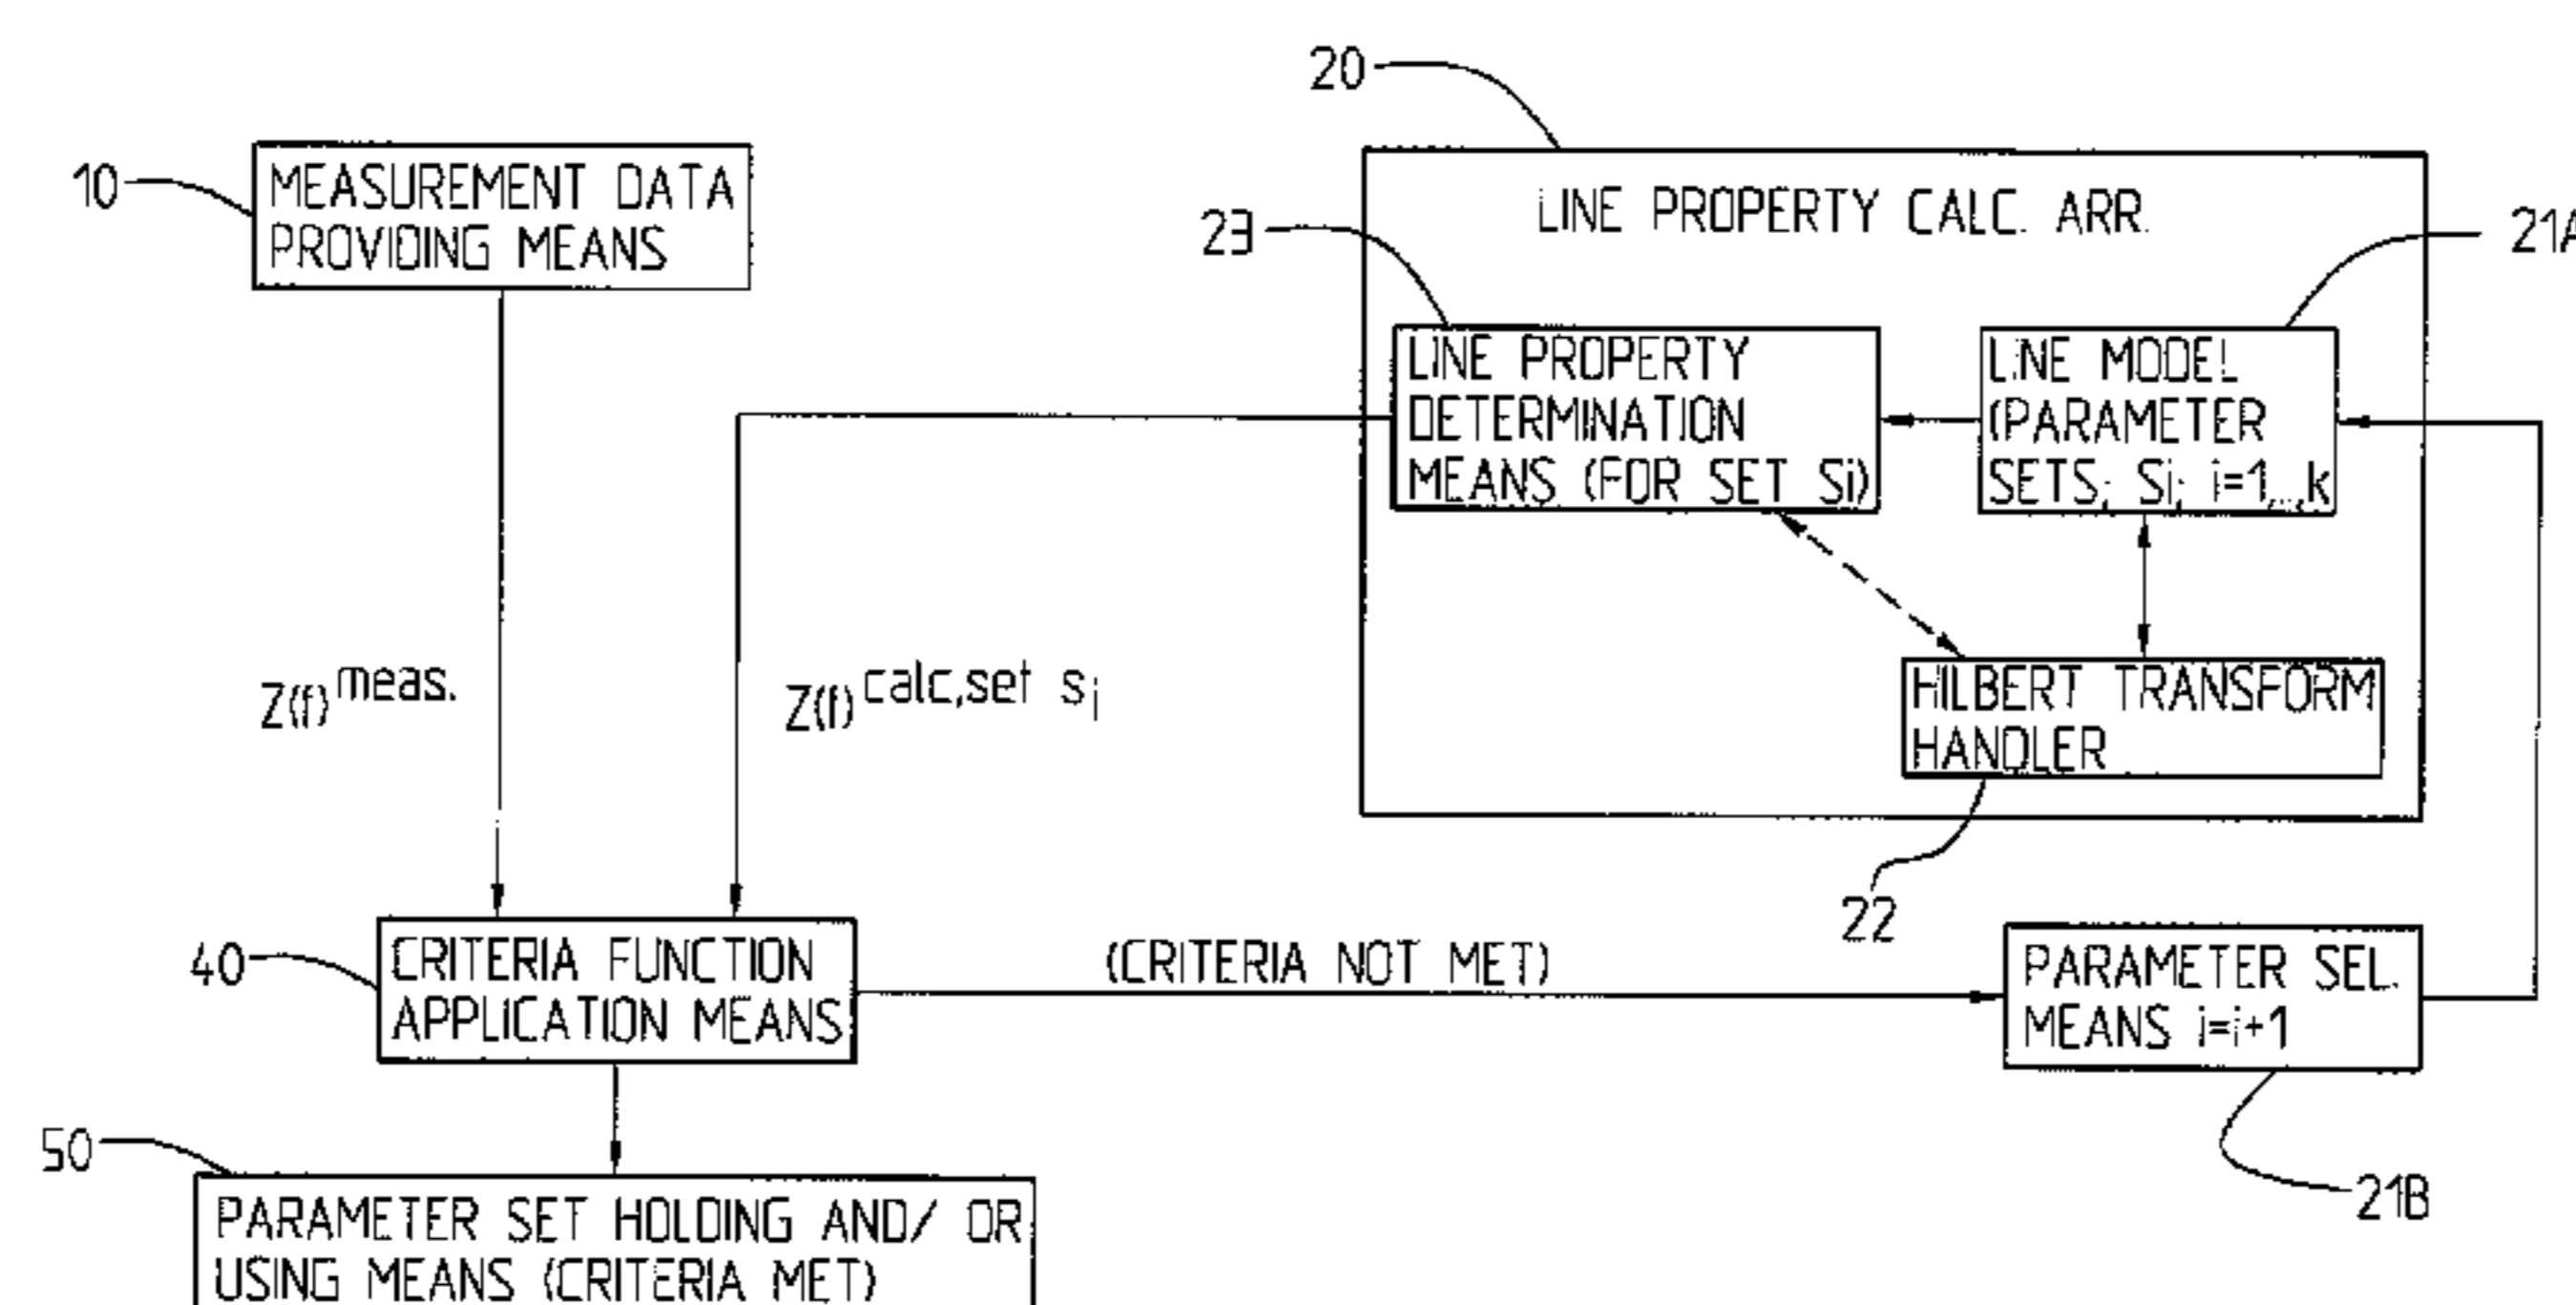 20
10
MEASUREMENT DATA
PROVIDING MEANS
LINE PROPERTY CALC. ARR.
23
21A
LINE PROPERTY
DETERMINATION
MEANS (FOR SET Si)
LINE MODEL
(PARAMETER
SETS; Si; i=1,..,k
Z(f) meas.
Z(f) calc,set si
HILBERT TRANSFORM
HANDLER
22
40
CRITERIA FUNCTION
APPLICATION MEANS
(CRITERIA NOT MET)
PARAMETER SEL.
MEANS i=i+1
21B
50
PARAMETER SET HOLDING AND/ OR
USING MEANS (CRITERIA MET)